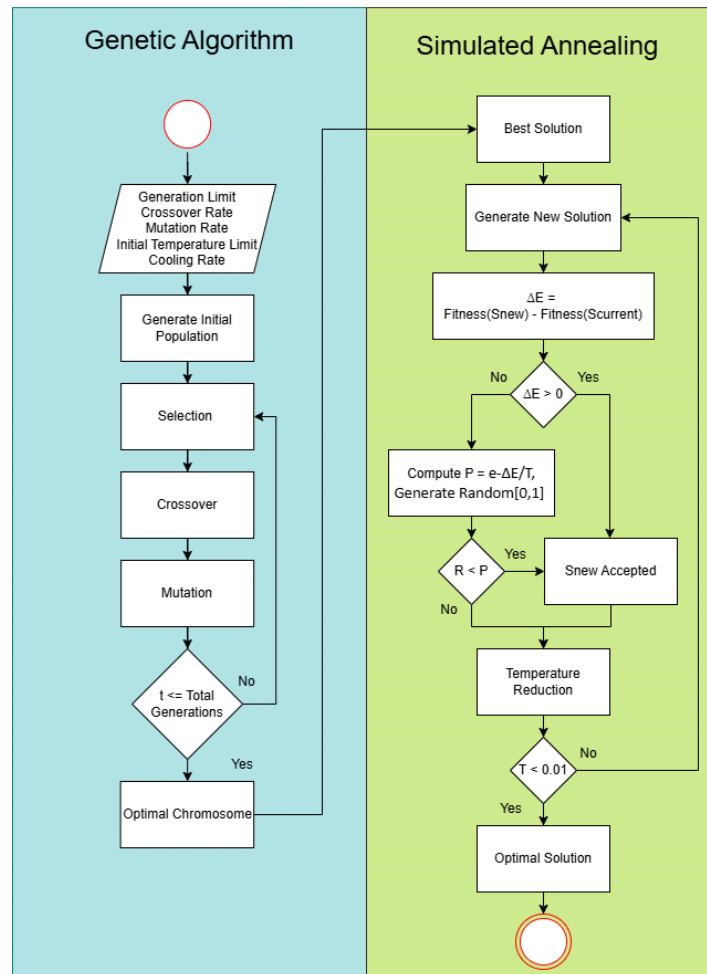 Genetic Algorithm
Generation Limit
Crossover Rate
Mutation Rate
Initial Temperature Limit
Cooling Rate
Generate Initial
Population
Selection
Crossover
Mutation
t <= Total
Generations
No
Yes
Optimal Chromosome
Simulated Annealing
Best Solution
Generate New Solution
ΔE =
Fitness(Snew) - Fitness(Scurrent)
No
Yes
ΔE > 0
Compute P = e-ΔE/T,
Generate Random[0,1]
R < P
Yes
Snew Accepted
No
Temperature
Reduction
T < 0.01
No
Yes
Optimal Solution